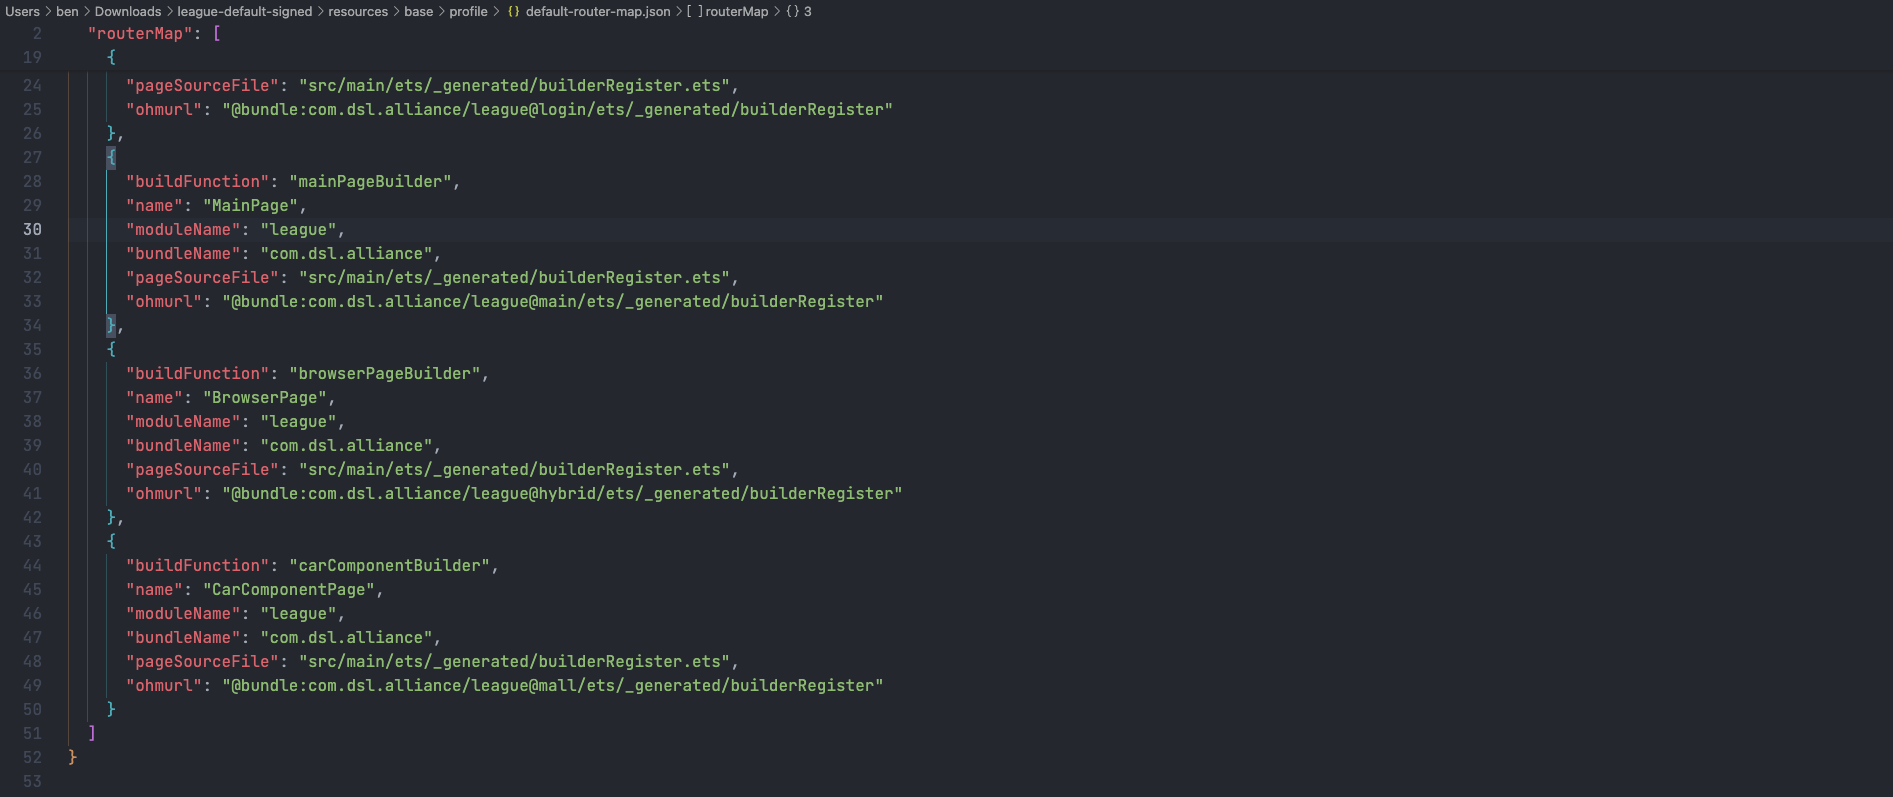 Users > ben > Downloads > league-default-signed > resources > base > profile > {} default-router-map.json > [ ] routerMap > {} 3
2 "routerMap": [
19 {
24 "pageSourceFile": "src/main/ets/_generated/builderRegister.ets",
25 "ohmurl": "@bundle:com.dsl.alliance/league@login/ets/_generated/builderRegister"
26 },
27 {
28 "buildFunction": "mainPageBuilder",
29 "name": "MainPage",
30 "moduleName": "league",
31 "bundleName": "com.dsl.alliance",
32 "pageSourceFile": "src/main/ets/_generated/builderRegister.ets",
33 "ohmurl": "@bundle:com.dsl.alliance/league@main/ets/_generated/builderRegister"
34 },
35 {
36 "buildFunction": "browserPageBuilder",
37 "name": "BrowserPage",
38 "moduleName": "league",
39 "bundleName": "com.dsl.alliance",
40 "pageSourceFile": "src/main/ets/_generated/builderRegister.ets",
41 "ohmurl": "@bundle:com.dsl.alliance/league@hybrid/ets/_generated/builderRegister"
42 },
43 {
44 "buildFunction": "carComponentBuilder",
45 "name": "CarComponentPage",
46 "moduleName": "league",
47 "bundleName": "com.dsl.alliance",
48 "pageSourceFile": "src/main/ets/_generated/builderRegister.ets",
49 "ohmurl": "@bundle:com.dsl.alliance/league@mall/ets/_generated/builderRegister"
50 }
51 ]
52 }
53